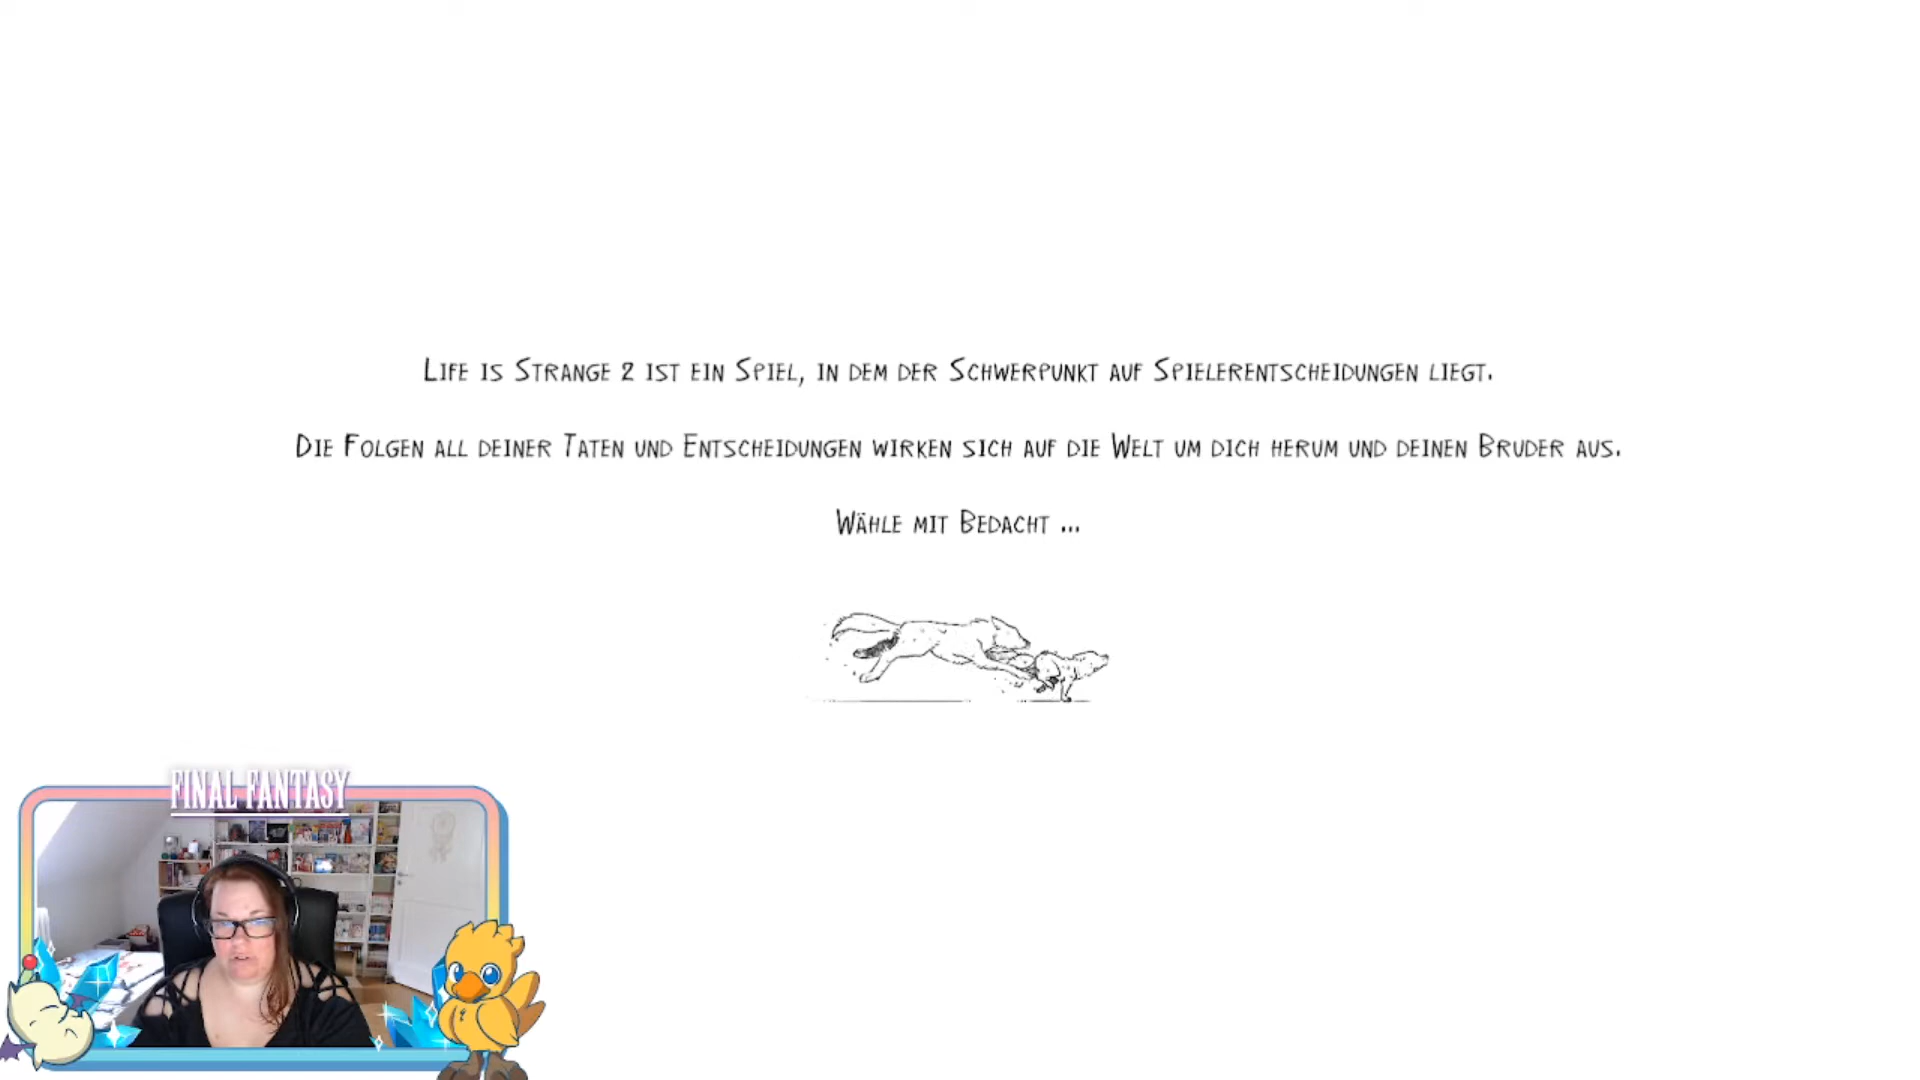 Life is Strange 2 ist ein Spiel, in dem der Schwerpunkt auf Spielerentscheidungen liegt.
Die Folgen all deiner Taten und Entscheidungen wirken sich auf die Welt um dich herum und deinen Bruder aus.
Wähle mit Bedacht ...
FINAL FANTASY